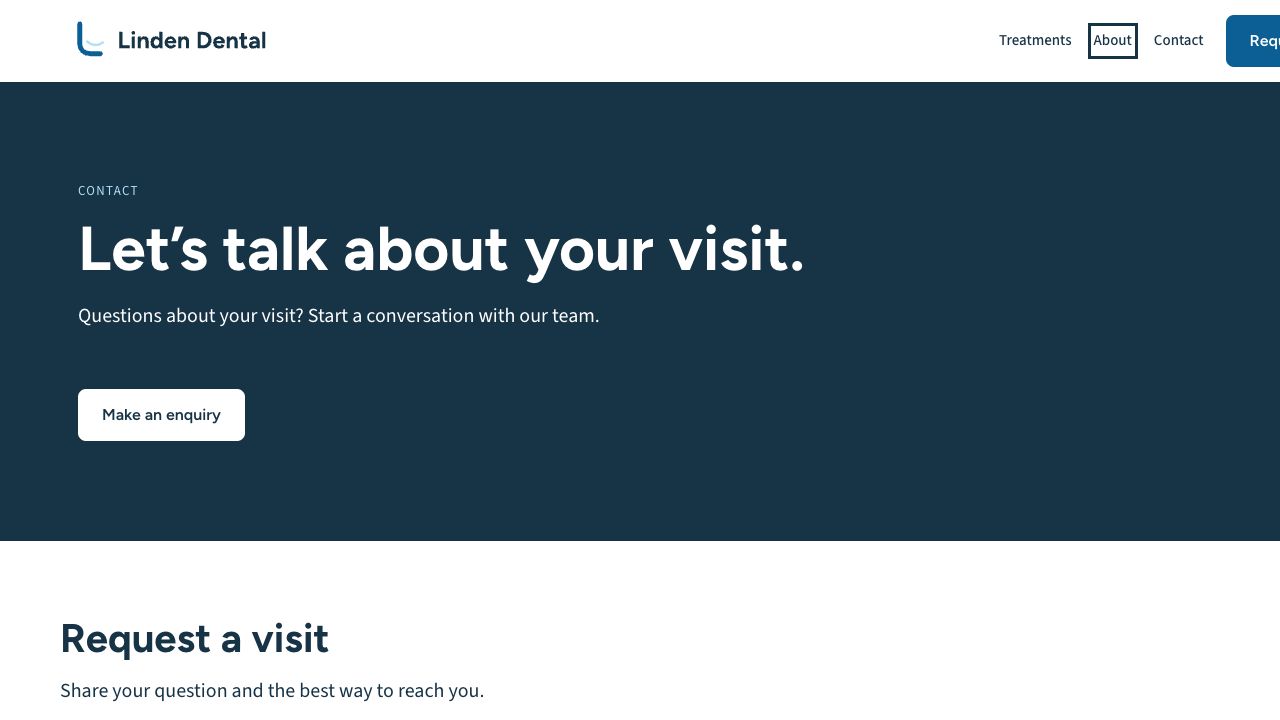 Linden Dental
Treatments
About
Contact
CONTACT
Let’s talk about your visit.
Questions about your visit? Start a conversation with our team.
Make an enquiry
Request a visit
Share your question and the best way to reach you.